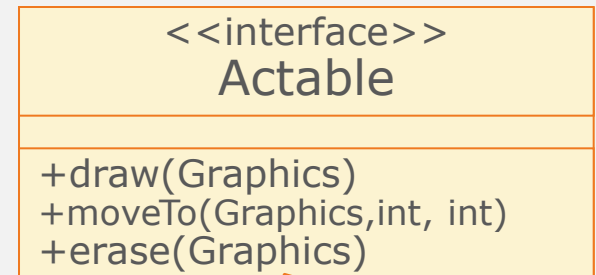 <<interface>>
Actable
+draw(Graphics)
+moveTo(Graphics,int, int)
+erase(Graphics)